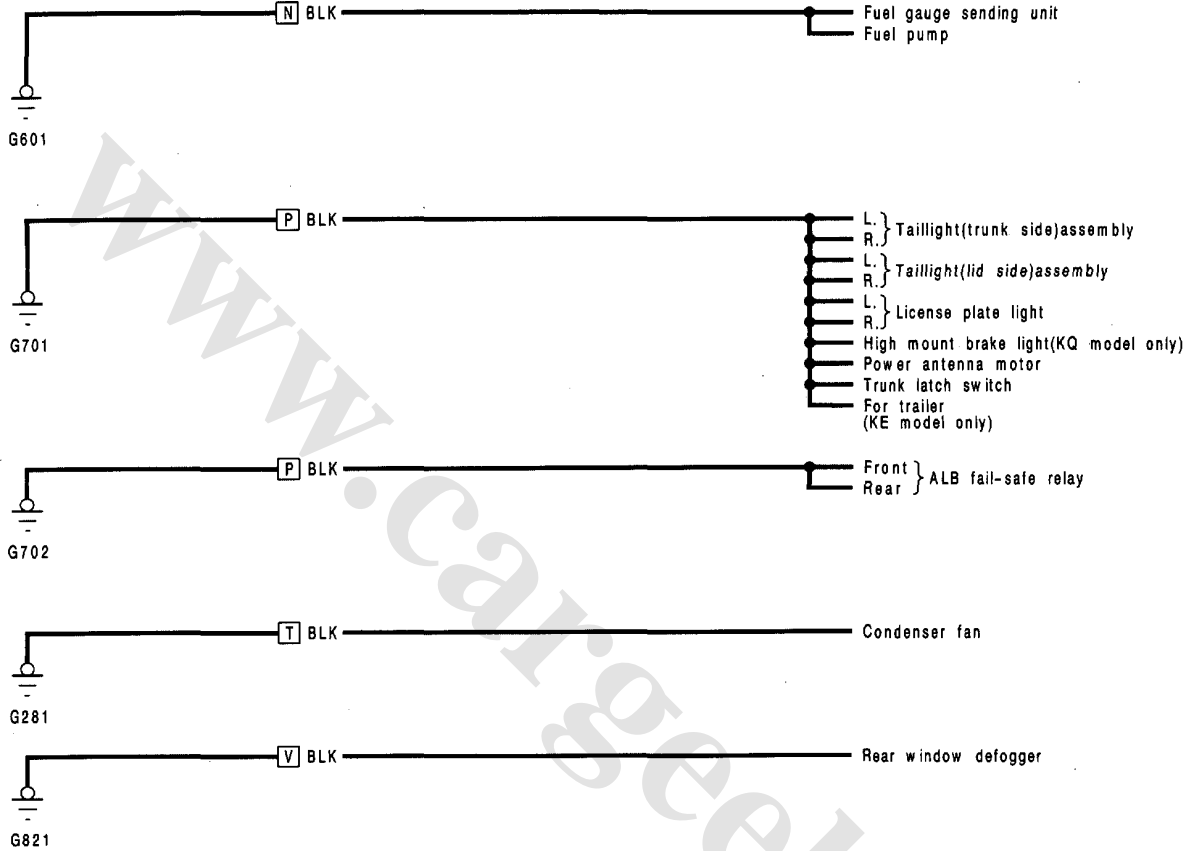 N BLK
Fuel gauge sending unit
Fuel pump
G601
P BLK
L.
R.
Taillight(trunk side)assembly
L.
R.
Taillight(lid side)assembly
L.
R.
License plate light
High mount brake light(KQ model only)
Power antenna motor
Trunk latch switch
For trailer
(KE model only)
G701
P BLK
Front
Rear
ALB fail-safe relay
G702
T BLK
Condenser fan
G281
V BLK
Rear window defogger
G821